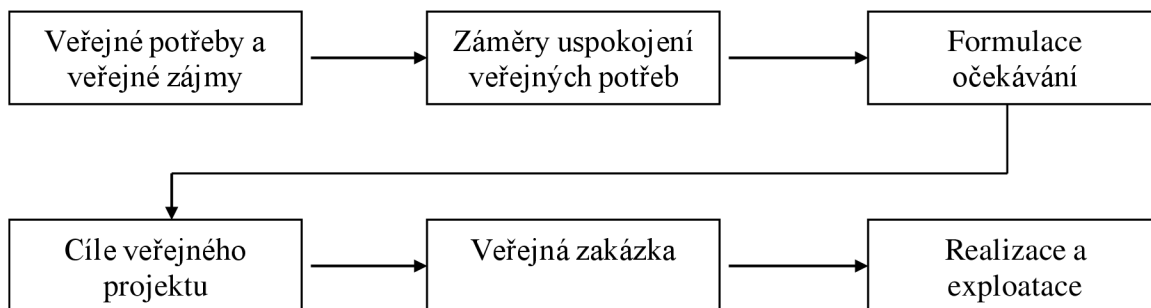 Veřejné potřeby a
veřejné zájmy
Záměry uspokojení
veřejných potřeb
Formulace
očekávání
Cíle veřejného
projektu
Veřejná zakázka
Realizace a
exploatace